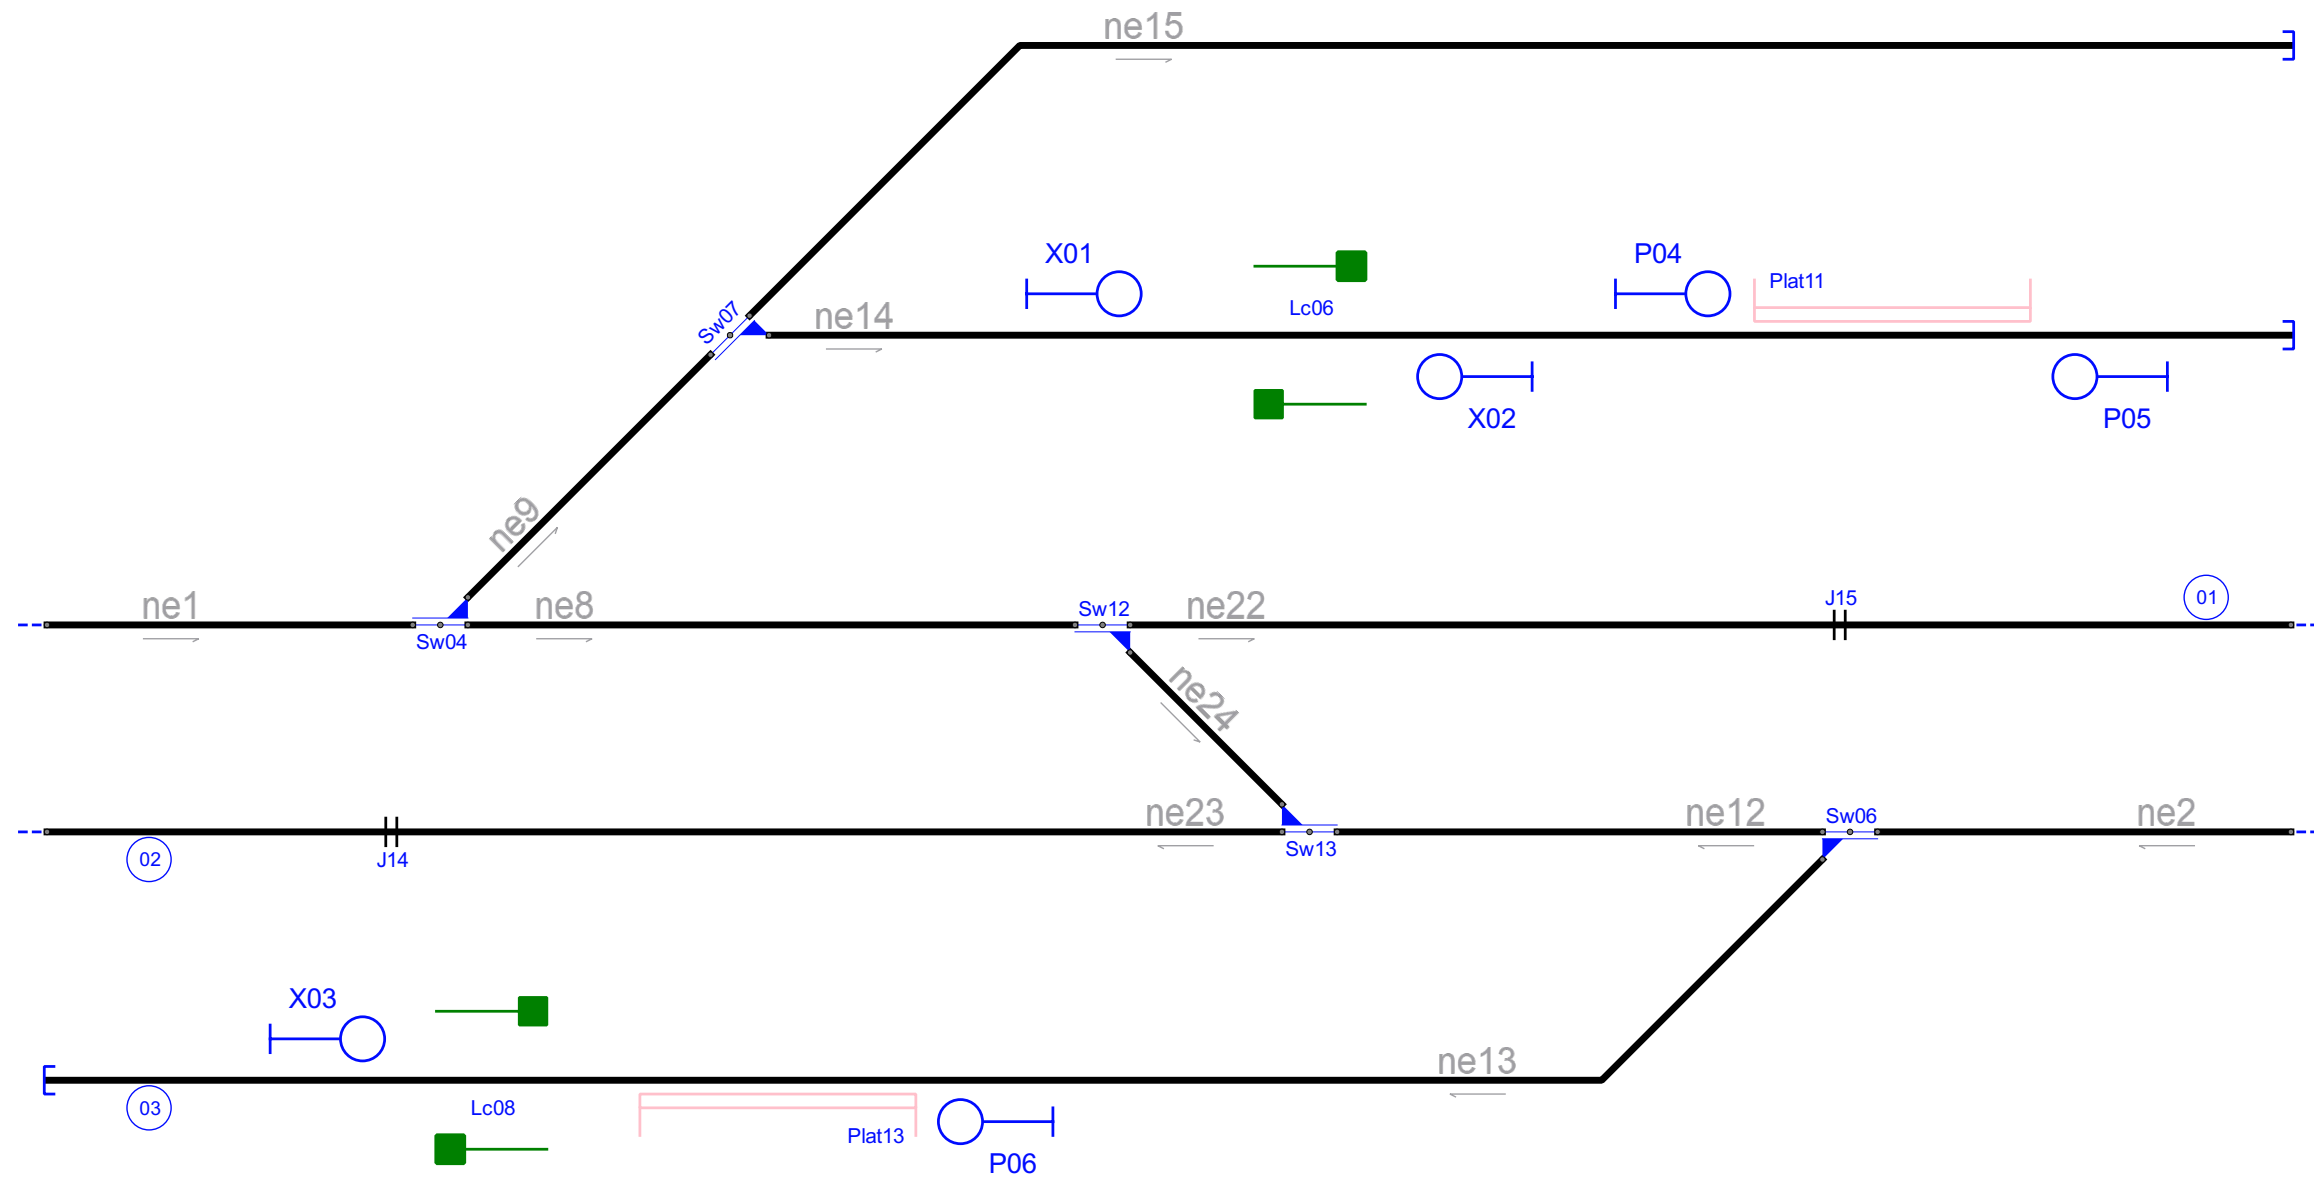 ne15
X01
P04
Plat11
Lc06
Sw07
ne14
X02
P05
ne9
ne1
Sw04
ne8
Sw12
ne22
J15
01
ne24
ne23
Sw13
ne12
Sw06
ne2
02
J14
X03
ne13
03
Lc08
Plat13
P06